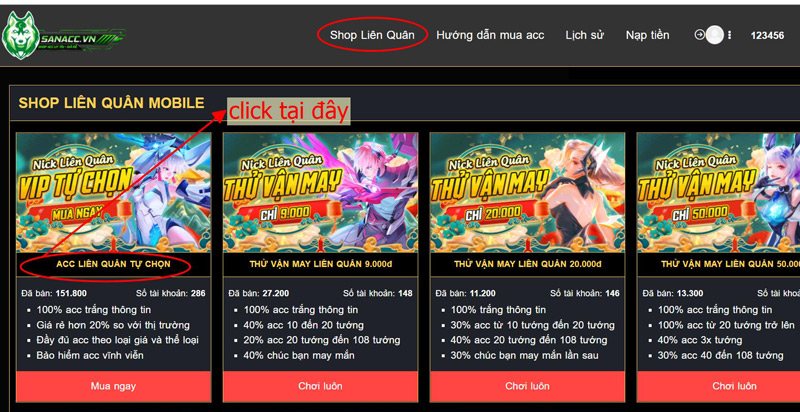 SANACC.VN
Shop Liên Quân
Hướng dẫn mua acc
Lịch sử
Nạp tiền
123456
SHOP LIÊN QUÂN MOBILE
click tại đây
Nick Liên Quân
VIP TỰ CHỌN
MUA NGAY
ACC LIÊN QUÂN TỰ CHỌN
Đã bán: 151.800 Số tài khoản: 286
100% acc trắng thông tin
Giá rẻ hơn 20% so với thị trường
Đầy đủ acc theo loại giá và thể loại
Bảo hiểm acc vĩnh viễn
Mua ngay
Nick Liên Quân
THỬ VẬN MAY
CHỈ 9.000
THỬ VẬN MAY LIÊN QUÂN 9.000đ
Đã bán: 27.200 Số tài khoản: 148
100% acc trắng thông tin
40% acc 10 đến 20 tướng
20% acc 20 tướng đến 108 tướng
40% chúc bạn may mắn
Chơi luôn
Nick Liên Quân
THỬ VẬN MAY
CHỈ 20.000
THỬ VẬN MAY LIÊN QUÂN 20.000đ
Đã bán: 11.200 Số tài khoản: 146
100% acc trắng thông tin
30% acc từ 10 tướng đến 20 tướng
40% acc 20 tướng đến 108 tướng
30% chúc bạn may mắn lần sau
Chơi luôn
Nick Liên Quân
THỬ VẬN MAY
CHỈ 50.000
THỬ VẬN MAY LIÊN QUÂN 50.000
Đã bán: 13.300
100% acc trắng thông tin
100% acc từ 20 tướng trở lên
40% acc 3x tướng
30% acc 40 đến 108 tướng
Chơi luôn